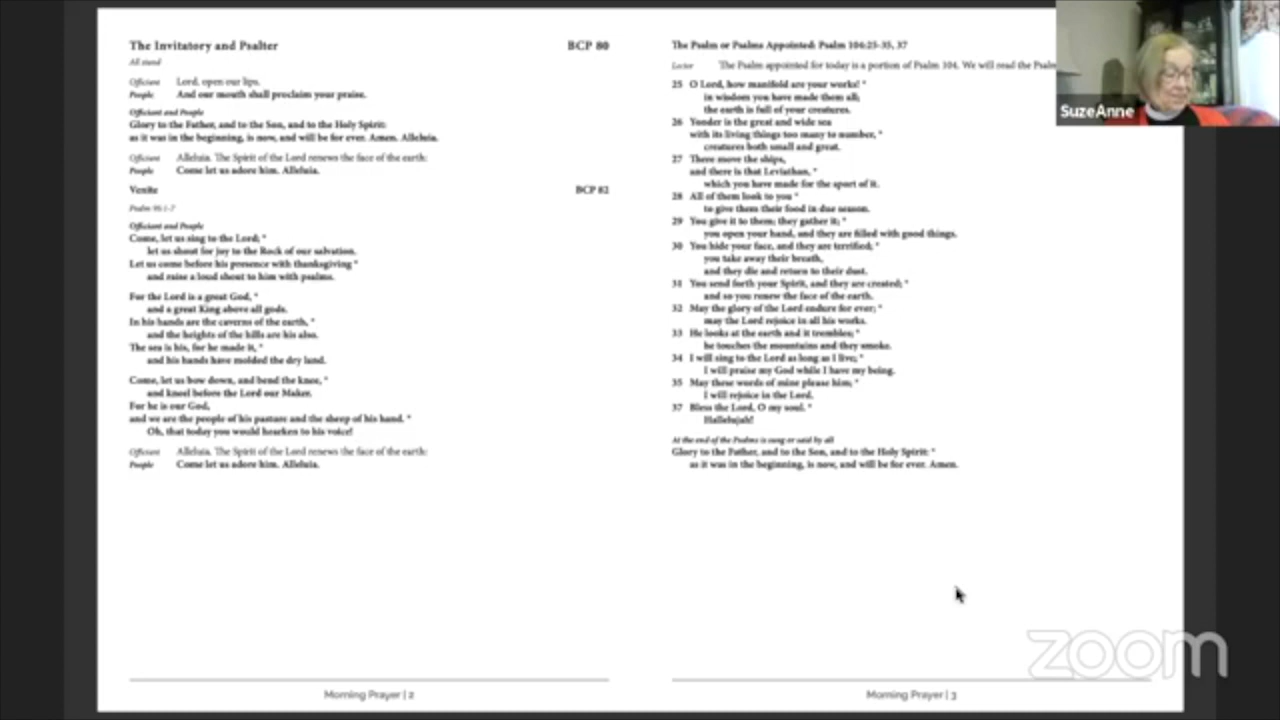 The Invitatory and Psalter BCP 80
All stand
Officiant Lord, open our lips.
People And our mouth shall proclaim your praise.
Officiant and People
Glory to the Father, and to the Son, and to the Holy Spirit:
as it was in the beginning, is now, and will be for ever. Amen. Alleluia.
Officiant Alleluia. The Spirit of the Lord renews the face of the earth:
People Come let us adore him. Alleluia.
Venite BCP 82
Psalm 95:1-7
Officiant and People
Come, let us sing to the Lord; *
let us shout for joy to the Rock of our salvation.
Let us come before his presence with thanksgiving *
and raise a loud shout to him with psalms.
For the Lord is a great God, *
and a great King above all gods.
In his hands are the caverns of the earth, *
and the heights of the hills are his also.
The sea is his, for he made it, *
and his hands have molded the dry land.
Come, let us bow down, and bend the knee, *
and kneel before the Lord our Maker.
For he is our God,
and we are the people of his pasture and the sheep of his hand. *
Oh, that today you would hearken to his voice!
Officiant Alleluia. The Spirit of the Lord renews the face of the earth:
People Come let us adore him. Alleluia.
Morning Prayer | 2
The Psalm or Psalms Appointed: Psalm 104:25-35, 37
Lector The Psalm appointed for today is a portion of Psalm 104. We will read the Psalm
25 O Lord, how manifold are your works! *
in wisdom you have made them all;
the earth is full of your creatures.
26 Yonder is the great and wide sea
with its living things too many to number, *
creatures both small and great.
27 There move the ships,
and there is that Leviathan, *
which you have made for the sport of it.
28 All of them look to you *
to give them their food in due season.
29 You give it to them; they gather it; *
you open your hand, and they are filled with good things.
30 You hide your face, and they are terrified; *
you take away their breath,
and they die and return to their dust.
31 You send forth your Spirit, and they are created; *
and so you renew the face of the earth.
32 May the glory of the Lord endure for ever; *
may the Lord rejoice in all his works.
33 He looks at the earth and it trembles; *
he touches the mountains and they smoke.
34 I will sing to the Lord as long as I live; *
I will praise my God while I have my being.
35 May these words of mine please him; *
I will rejoice in the Lord.
37 Bless the Lord, O my soul. *
Hallelujah!
At the end of the Psalms is sung or said by all
Glory to the Father, and to the Son, and to the Holy Spirit: *
as it was in the beginning, is now, and will be for ever. Amen.
Morning Prayer | 3
SuzeAnne
zoom